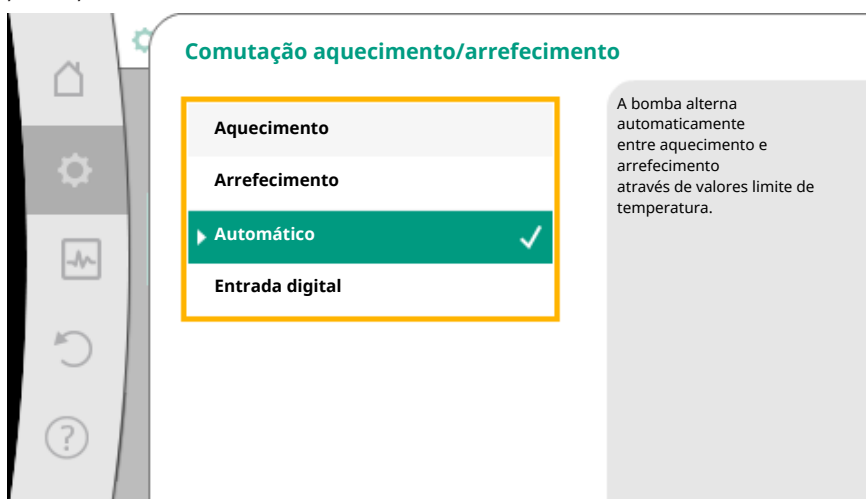 Comutação aquecimento/arrefecimento
Aquecimento
Arrefecimento
Automático
Entrada digital
A bomba alterna
automaticamente
entre aquecimento e
arrefecimento
através de valores limite de
temperatura.